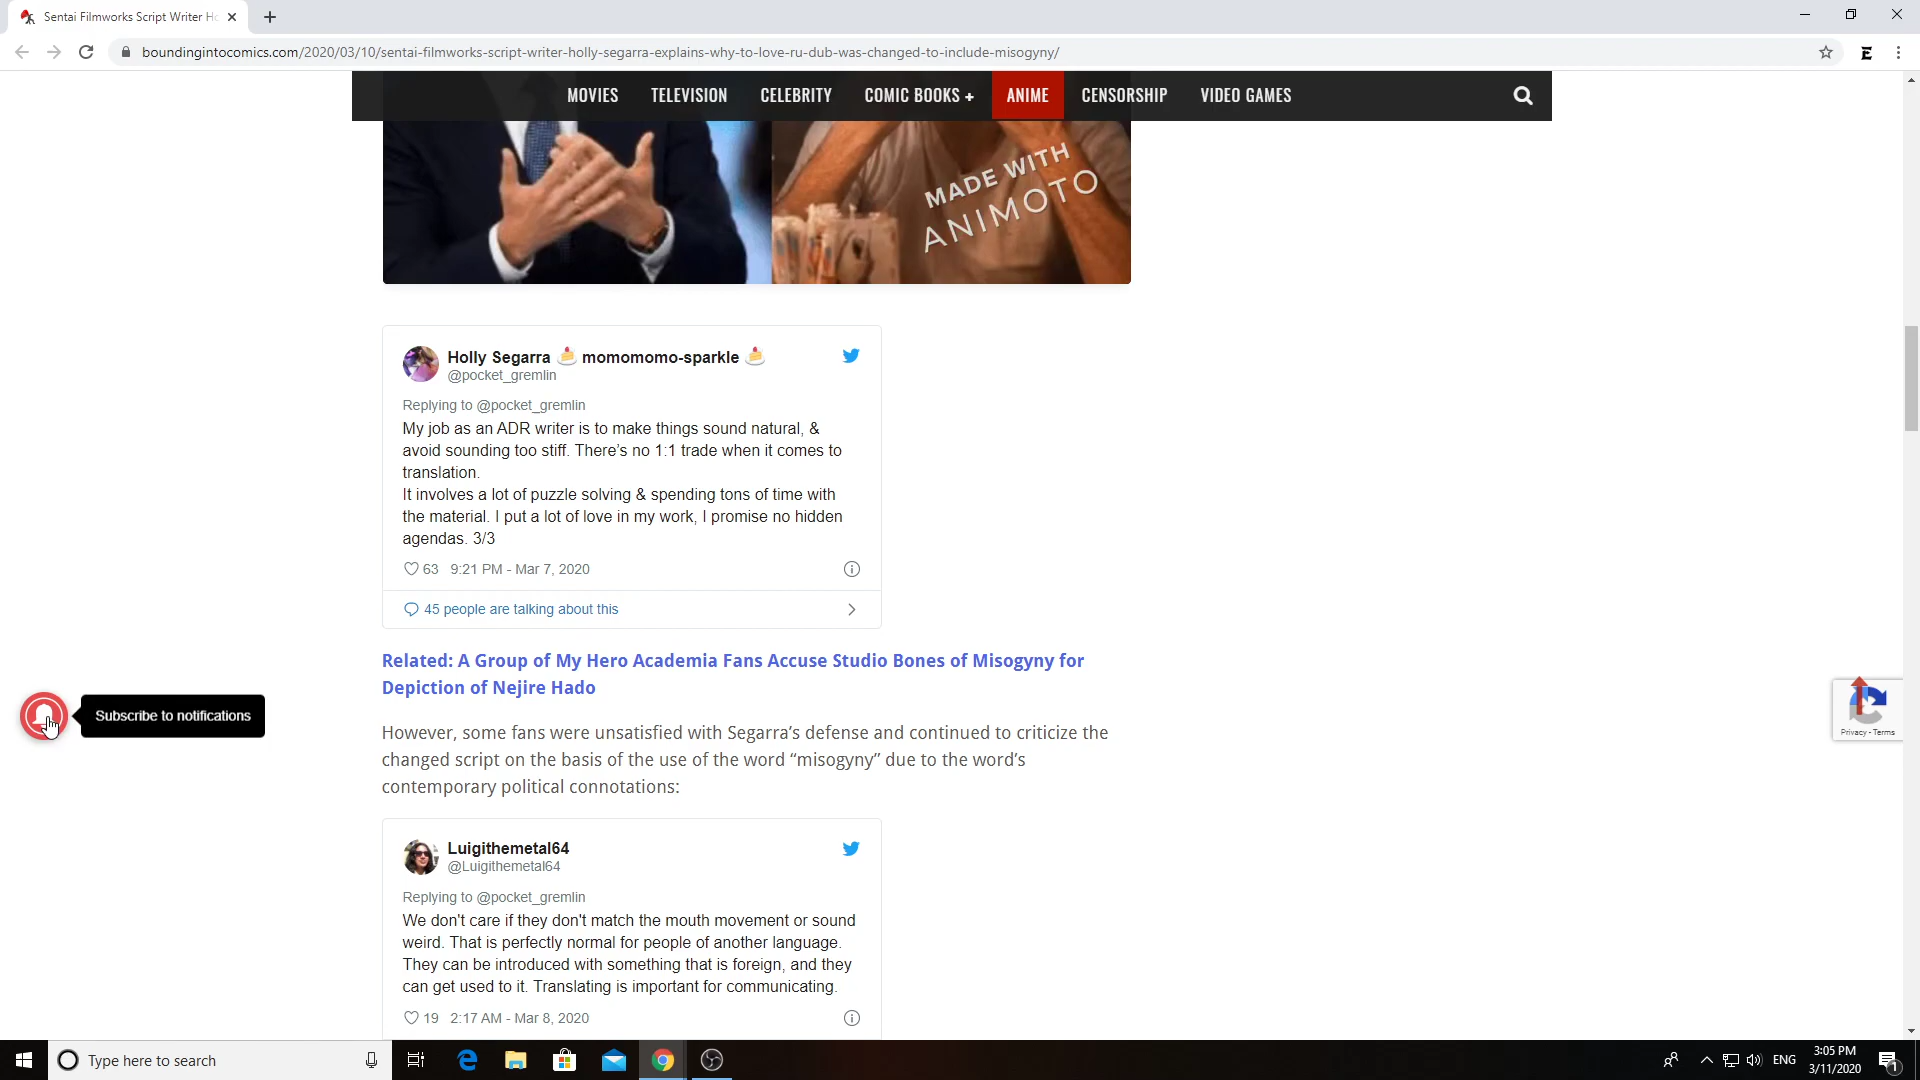 Sentai Filmworks Script Writer Ho
boundingintocomics.com/2020/03/10/sentai-filmworks-script-writer-holly-segarra-explains-why-to-love-ru-dub-was-changed-to-include-misogyny/
MOVIES TELEVISION CELEBRITY COMIC BOOKS + ANIME CENSORSHIP VIDEO GAMES
MADE WITH
ANIMOTO
Holly Segarra 🍰 momomomo-sparkle 🍰
@pocket_gremlin
Replying to @pocket_gremlin
My job as an ADR writer is to make things sound natural, &
avoid sounding too stiff. There's no 1:1 trade when it comes to
translation.
It involves a lot of puzzle solving & spending tons of time with
the material. I put a lot of love in my work, I promise no hidden
agendas. 3/3
63 9:21 PM - Mar 7, 2020
45 people are talking about this
Related: A Group of My Hero Academia Fans Accuse Studio Bones of Misogyny for
Depiction of Nejire Hado
Subscribe to notifications
Privacy - Terms
However, some fans were unsatisfied with Segarra's defense and continued to criticize the
changed script on the basis of the use of the word “misogyny” due to the word's
contemporary political connotations:
Luigithemetal64
@Luigithemetal64
Replying to @pocket_gremlin
We don't care if they don't match the mouth movement or sound
weird. That is perfectly normal for people of another language.
They can be introduced with something that is foreign, and they
can get used to it. Translating is important for communicating.
19 2:17 AM - Mar 8, 2020
Type here to search
ENG
3:05 PM
3/11/2020
1